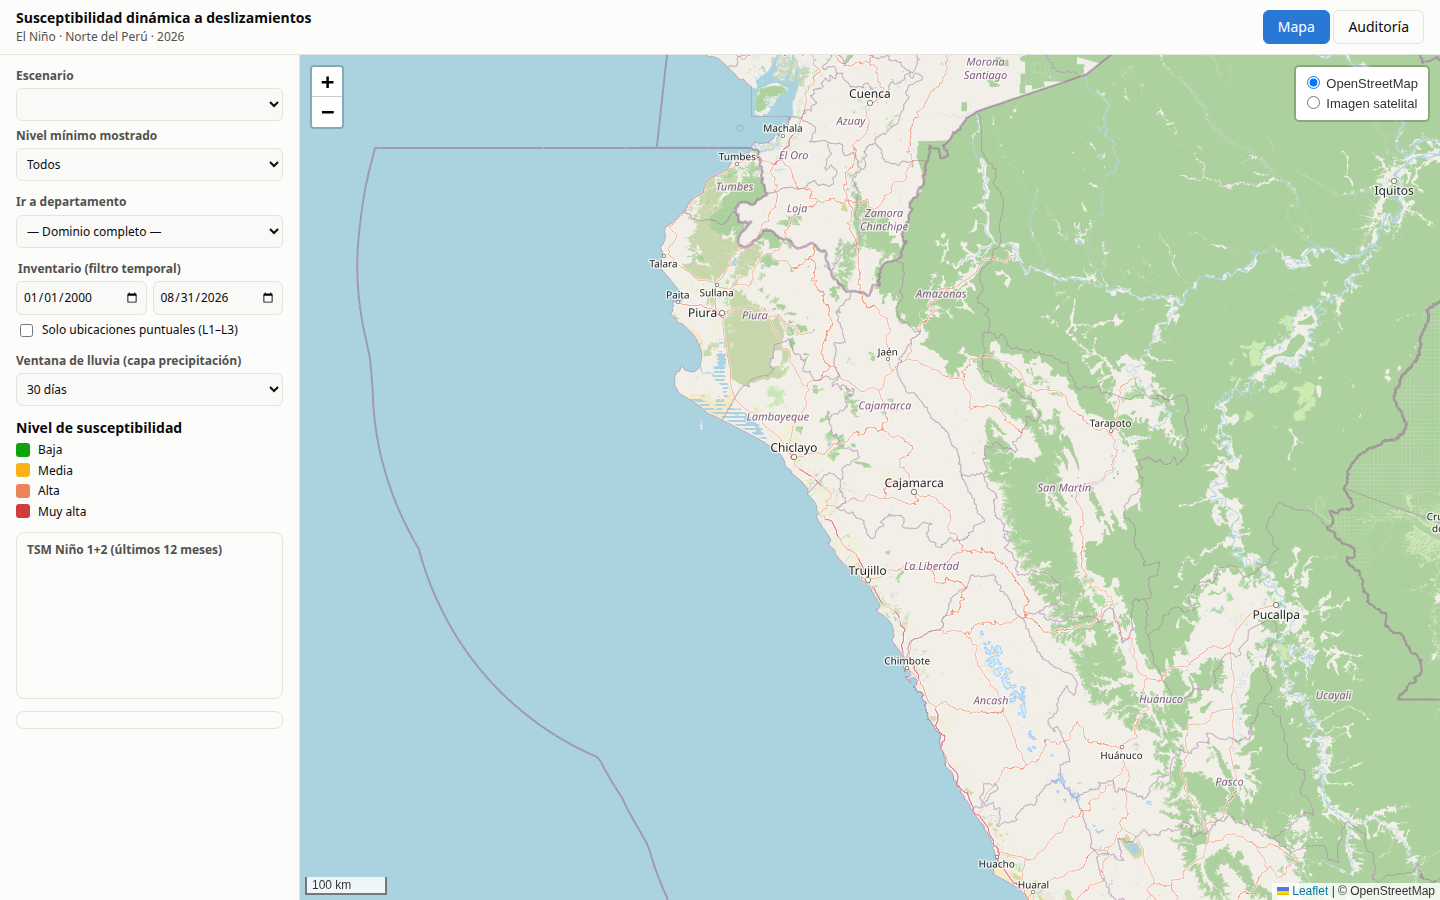 Susceptibilidad dinámica a deslizamientos
El Niño · Norte del Perú · 2026
Mapa
Auditoría
Escenario
Nivel mínimo mostrado
Todos
Ir a departamento
— Dominio completo —
Inventario (filtro temporal)
01/01/2000
08/31/2026
Solo ubicaciones puntuales (L1–L3)
Ventana de lluvia (capa precipitación)
30 días
Nivel de susceptibilidad
Baja
Media
Alta
Muy alta
TSM Niño 1+2 (últimos 12 meses)
+
−
OpenStreetMap
Imagen satelital
Morona
Santiago
Cuenca
Azuay
Machala
El Oro
Tumbes
Tumbes
Loja
Zamora
Chinchipe
Iquitos
Talara
Paita
Sullana
Piura
Piura
Amazonas
Jaén
Lambayeque
Cajamarca
Tarapoto
Chiclayo
Cajamarca
San Martín
Trujillo
La Libertad
Pucallpa
Chimbote
Ancash
Huánuco
Ucayali
Huánuco
Pasco
Huacho
Huaral
100 km
Leaflet | © OpenStreetMap